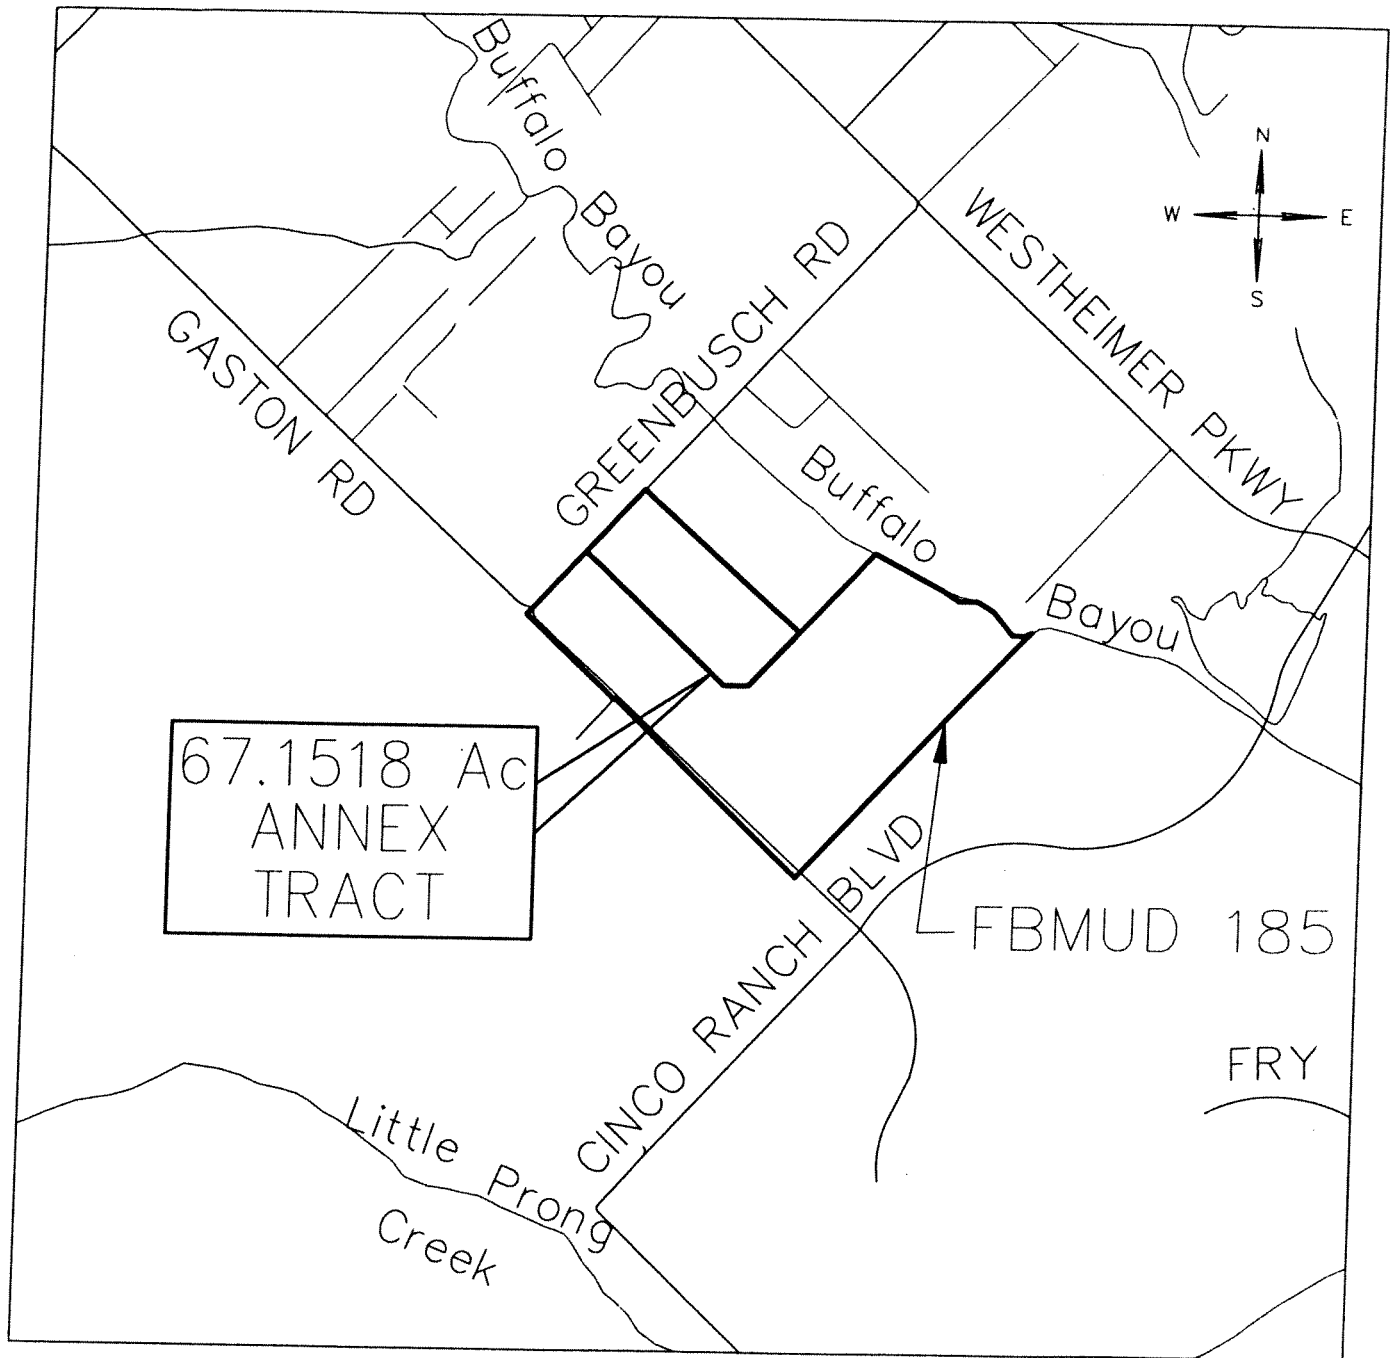 Buffalo
Bayou
N
W E
S
WESTHEIMER PKWY
GREENBUSCH RD
GASTON RD
Buffalo
Bayou
67.1518 Ac
ANNEX
TRACT
CINCO RANCH BLVD
FBMUD 185
FRY
Little Prong
Creek